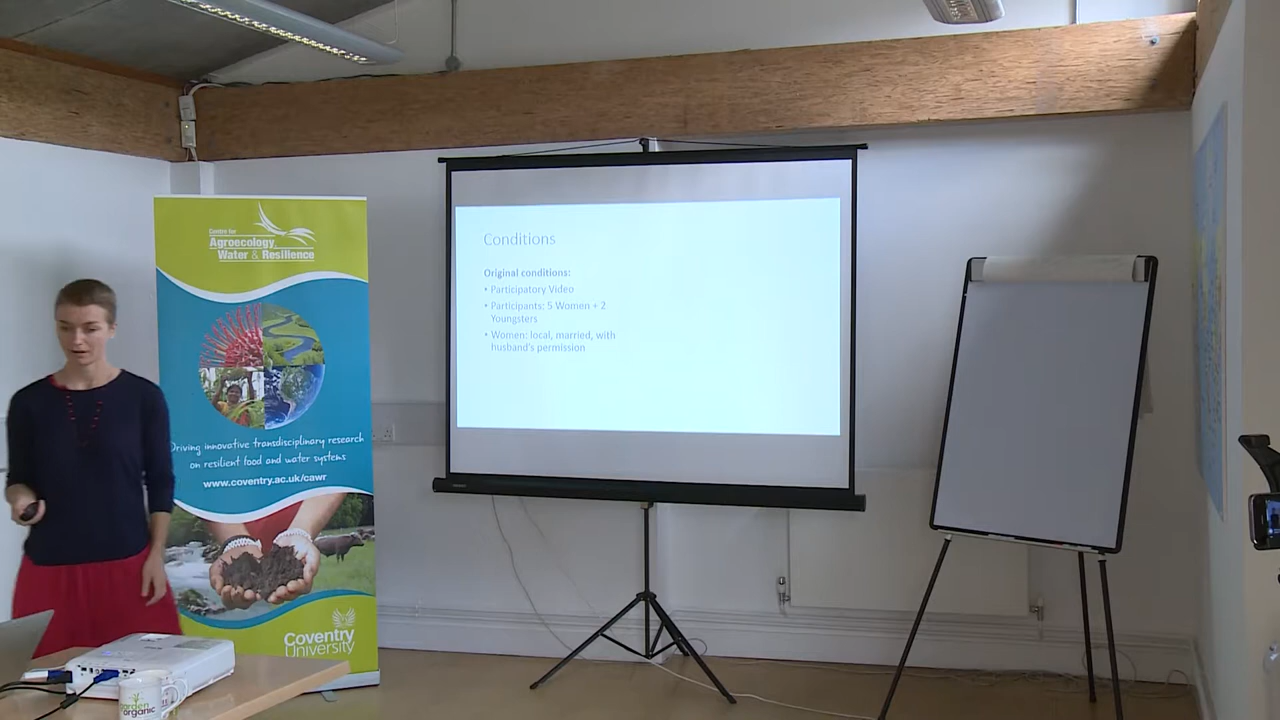 Centre for
Agroecology,
Water & Resilience
Driving innovative transdisciplinary research
on resilient food and water systems
www.coventry.ac.uk/cawr
Coventry
University
Conditions
Original conditions:
• Participatory Video
• Participants: 5 Women + 2
Youngsters
• Women: local, married, with
husband's permission
garden
organic